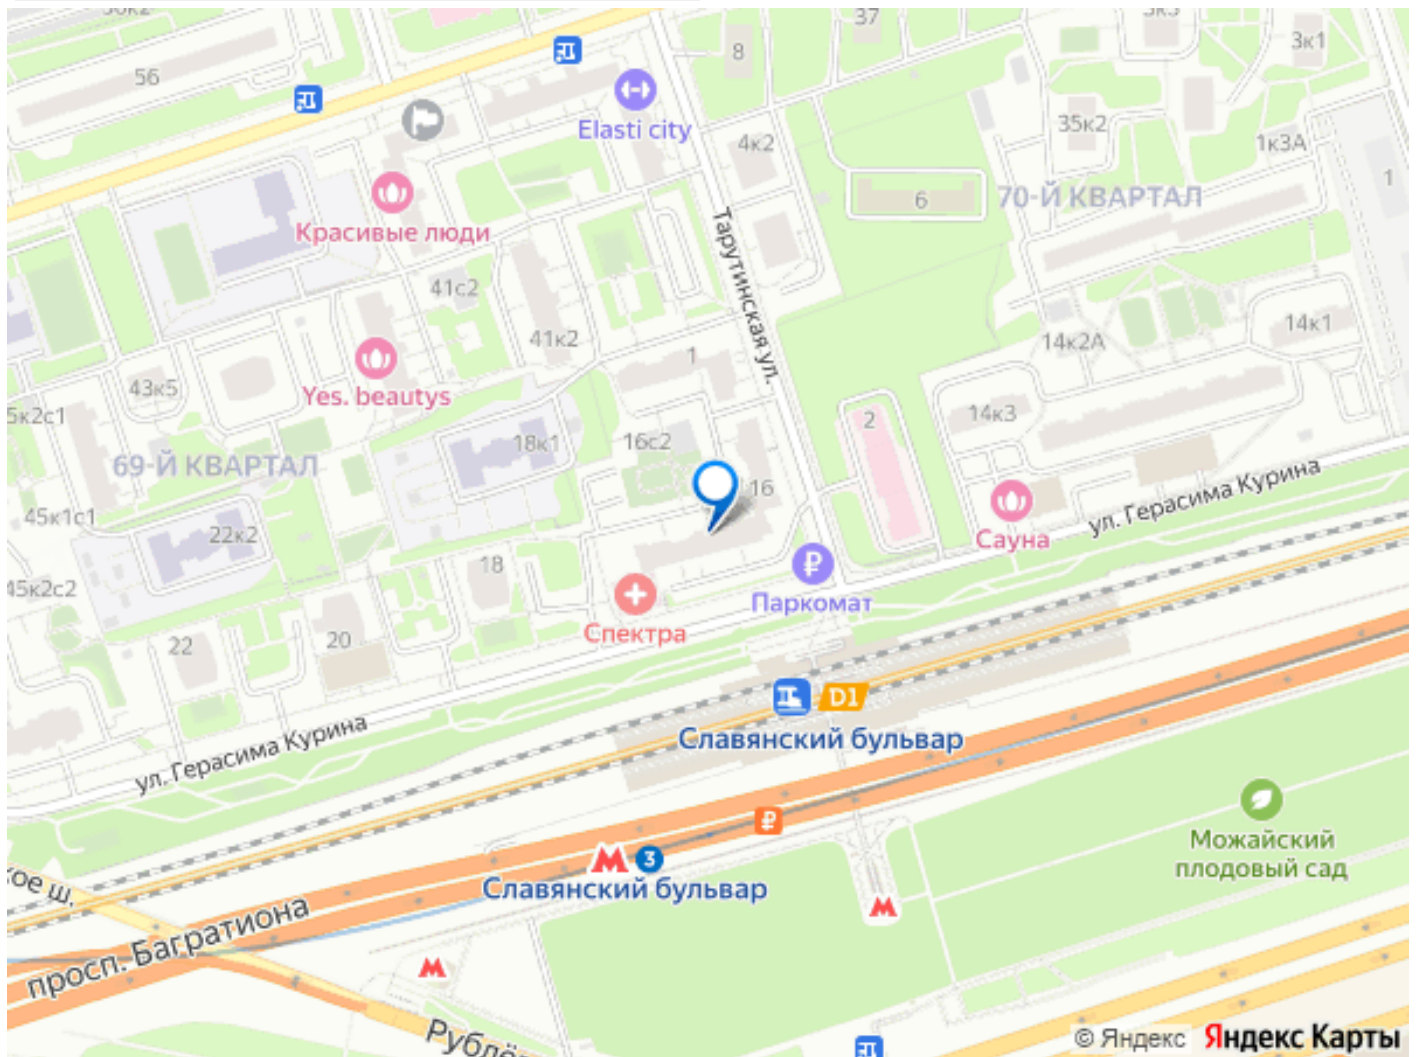 37
56
8
3к1
Elasti city
35к2
4к2
1к3А
1
6
70-Й КВАРТАЛ
Красивые люди
Тарутинская ул.
41с2
14к1
41к2
14к2А
1
43к5
Yes. beautys
5к2с1
14к3
2
18к1
16с2
69-Й КВАРТАЛ
16
ул. Герасима Курина
45к1с1
22к2
Сауна
18
45к2с2
Паркомат
Спектра
20
22
D1
Славянский бульвар
ул. Герасима Курина
Можайский
плодовый сад
М 3
Славянский бульвар
кое ш.
М
просп. Багратиона
М
Рублё
© Яндекс Яндекс Карты